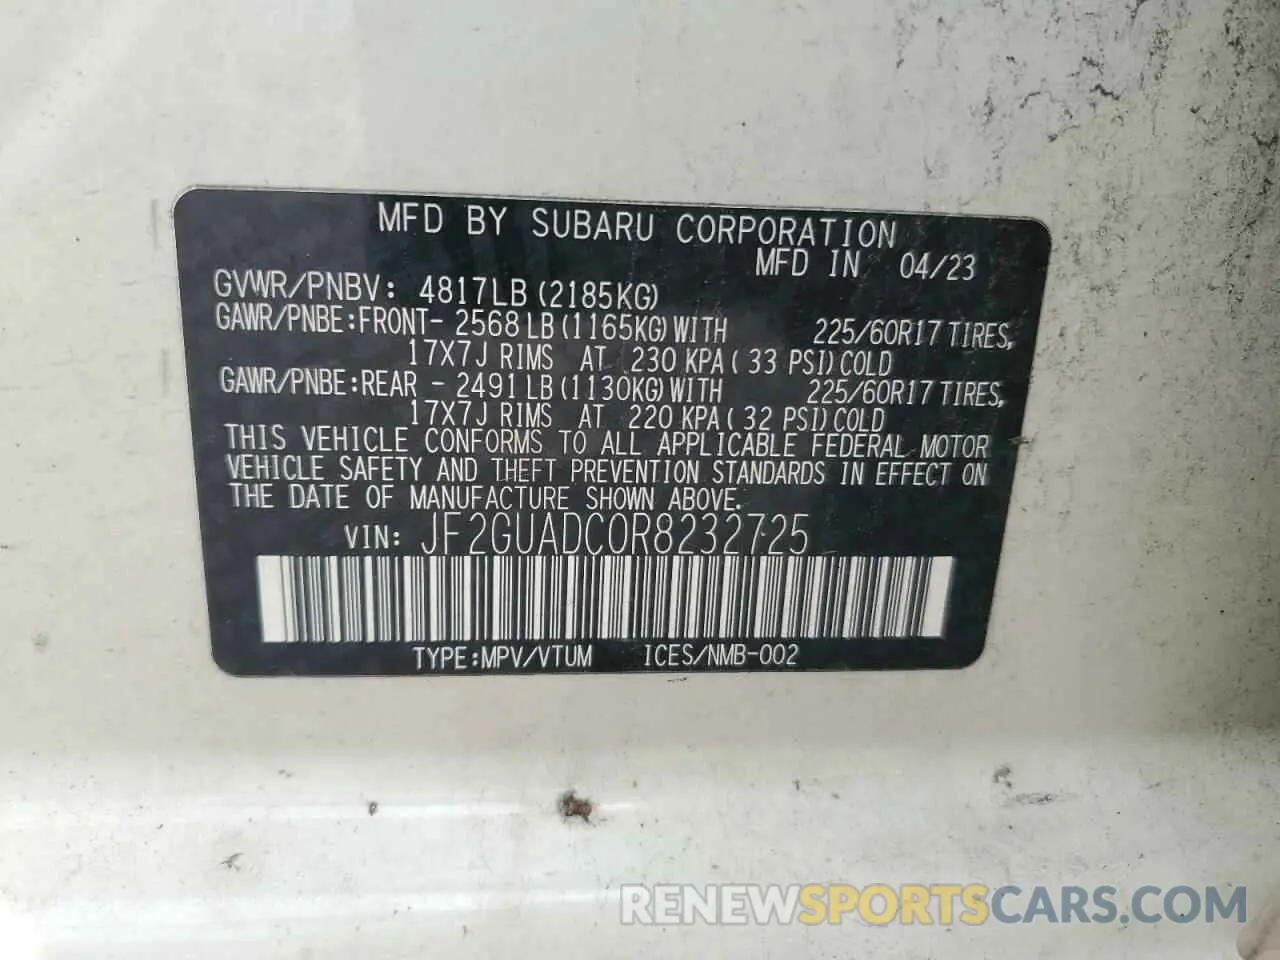 MFD BY SUBARU CORPORATION
MFD IN 04/23
GVWR/PNBV: 4817LB (2185KG)
GAWR/PNBE:FRONT- 2568LB(1165KG)WITH 225/60R17 TIRES,
17X7J RIMS AT 230 KPA( 33 PSI)COLD
GAWR/PNBE:REAR - 2491LB(1130KG)WITH 225/60R17 TIRES,
17X7J RIMS AT 220 KPA( 32 PSI)COLD
THIS VEHICLE CONFORMS TO ALL APPLICABLE FEDERAL MOTOR
VEHICLE SAFETY AND THEFT PREVENTION STANDARDS IN EFFECT ON
THE DATE OF MANUFACTURE SHOWN ABOVE.
VIN: JF2GUADC0R8232725
TYPE:MPV/VTUM ICES/NMB-002
RENEWSPORTSCARS.COM